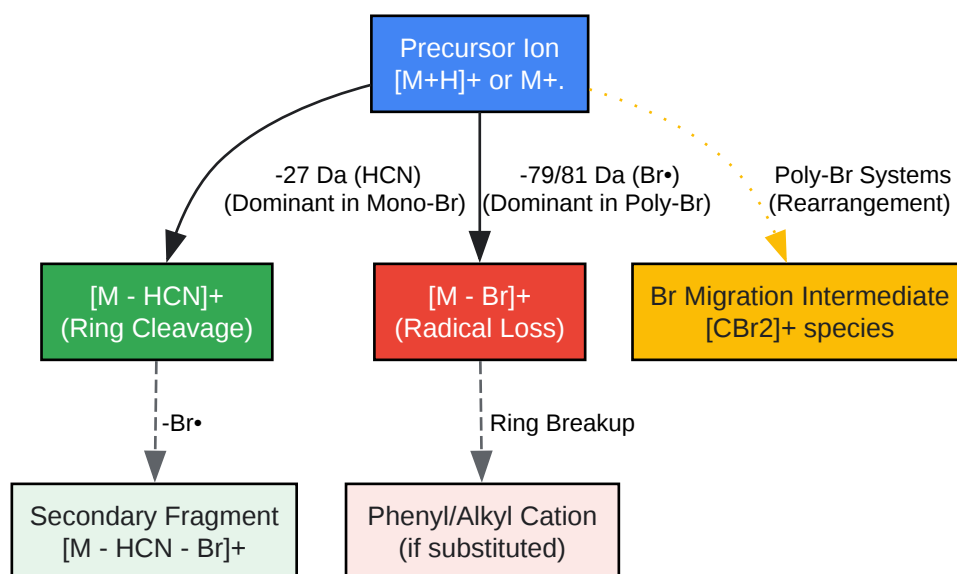 Precursor Ion
[M+H]+ or M+.
-27 Da (HCN)
(Dominant in Mono-Br)
-79/81 Da (Br•)
(Dominant in Poly-Br)
Poly-Br Systems
(Rearrangement)
[M - HCN]+
(Ring Cleavage)
[M - Br]+
(Radical Loss)
Br Migration Intermediate
[CBr2]+ species
-Br•
Ring Breakup
Secondary Fragment
[M - HCN - Br]+
Phenyl/Alkyl Cation
(if substituted)